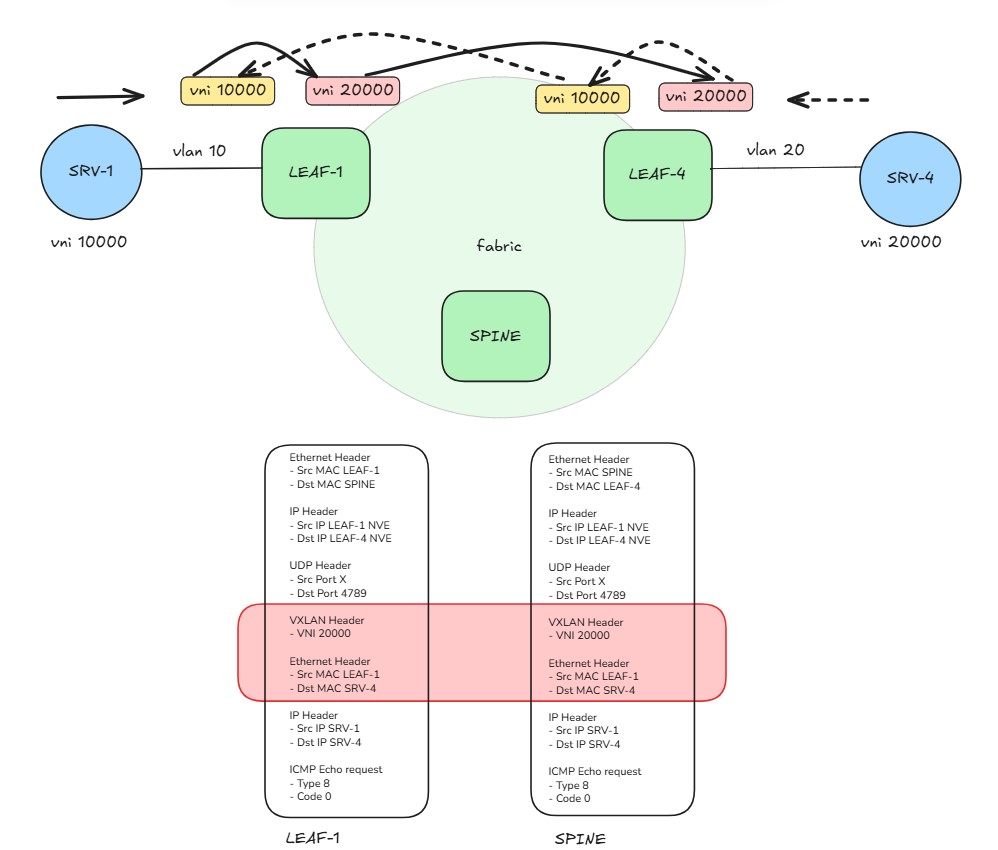 vni 10000
vni 20000
vni 10000
vni 20000
vlan 10
vlan 20
SRV-1
LEAF-1
LEAF-4
SRV-4
vni 10000
fabric
vni 20000
SPINE
Ethernet Header
- Src MAC LEAF-1
- Dst MAC SPINE
IP Header
- Src IP LEAF-1 NVE
- Dst IP LEAF-4 NVE
UDP Header
- Src Port X
- Dst Port 4789
VXLAN Header
- VNI 20000
Ethernet Header
- Src MAC LEAF-1
- Dst MAC SRV-4
IP Header
- Src IP SRV-1
- Dst IP SRV-4
ICMP Echo request
- Type 8
- Code 0
LEAF-1
Ethernet Header
- Src MAC SPINE
- Dst MAC LEAF-4
IP Header
- Src IP LEAF-1 NVE
- Dst IP LEAF-4 NVE
UDP Header
- Src Port X
- Dst Port 4789
VXLAN Header
- VNI 20000
Ethernet Header
- Src MAC LEAF-1
- Dst MAC SRV-4
IP Header
- Src IP SRV-1
- Dst IP SRV-4
ICMP Echo request
- Type 8
- Code 0
SPINE